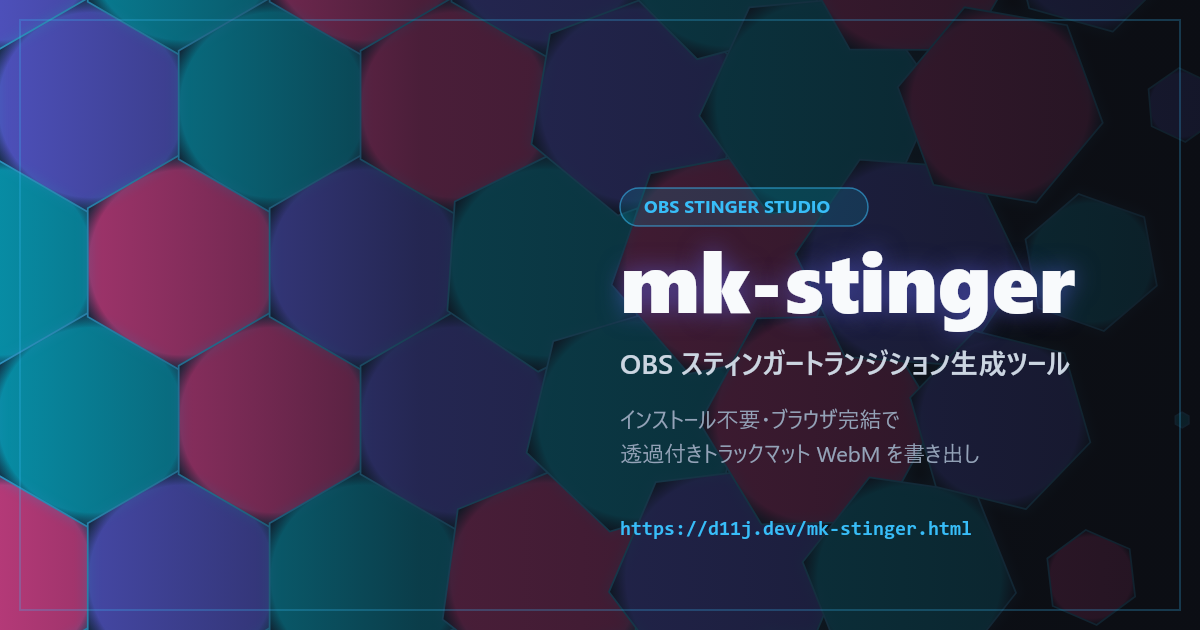 OBS STINGER STUDIO
mk-stinger
OBS スティンガートランジション生成ツール
インストール不要・ブラウザ完結で
透過付きトラックマット WebM を書き出し
https://d11j.dev/mk-stinger.html